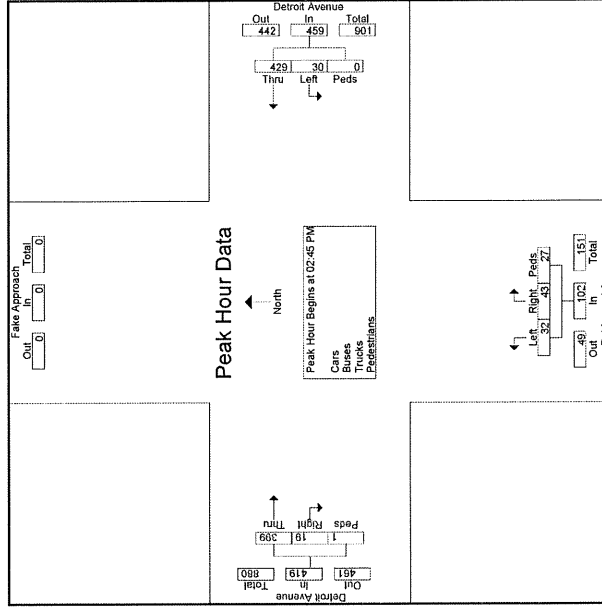 Detroit Avenue
Out In Total
442 459 901
429 30 0
Thru Left Peds
Fake Approach
Out In Total
0 0 0
Peak Hour Data
North
Peak Hour Begins at 02:45 PM
Cars
Buses
Trucks
Pedestrians
Left Right Peds
32 43 27
49 102 151
Out In Total
Thru Right Peds
399 19 1
880 419 461
Total In Out
Detroit Avenue